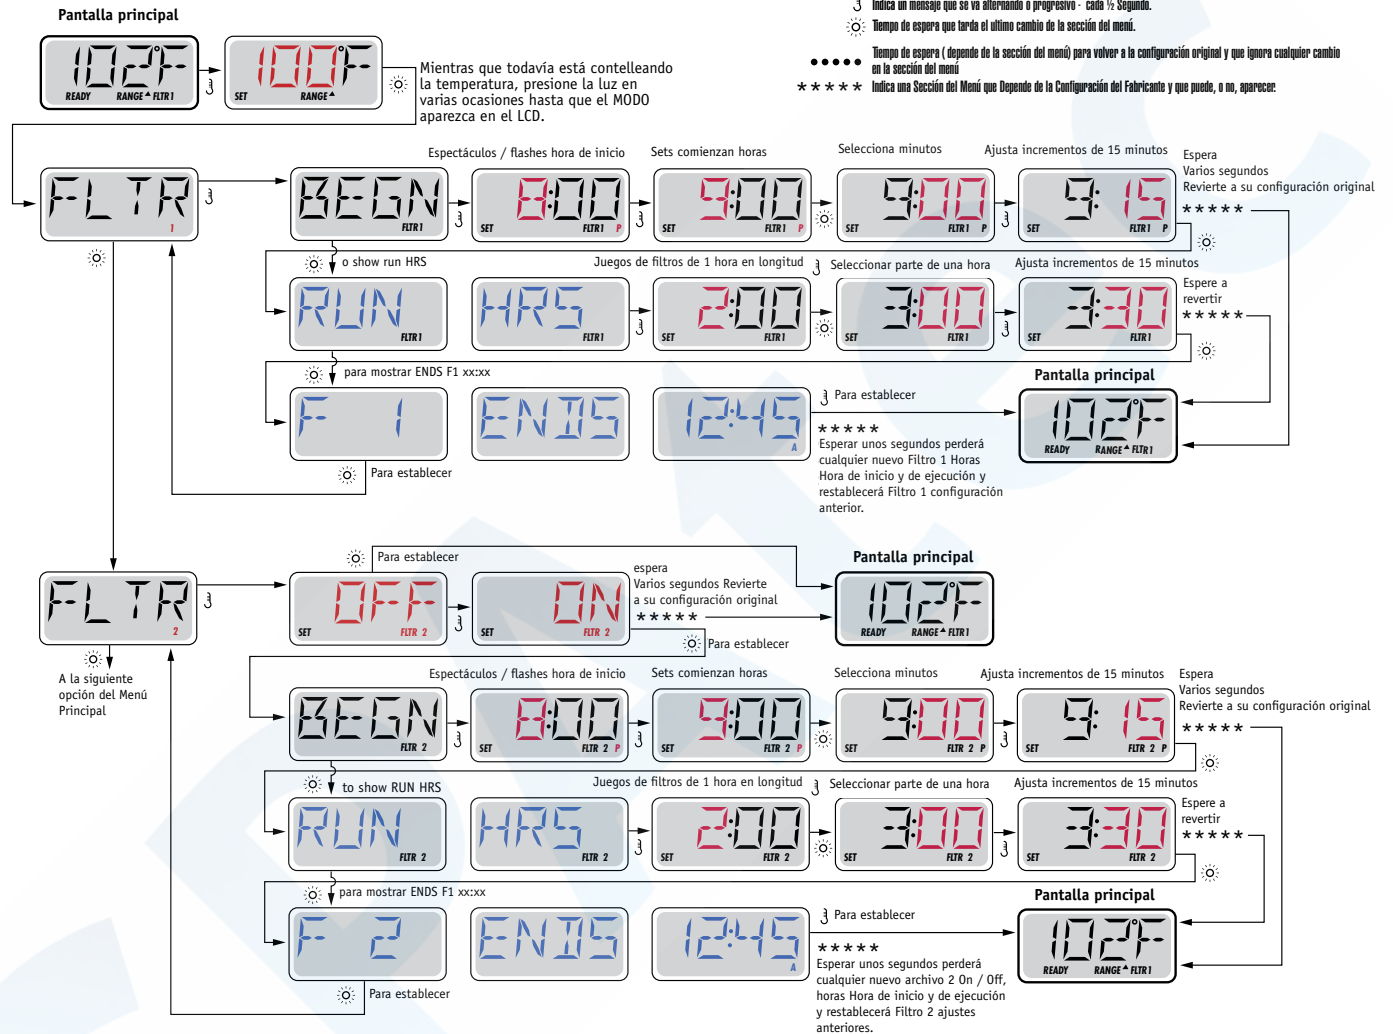 Indica un mensaje que se va alternando o progresivo - cada ½ Segundo.
Tiempo de espera que tarda el ultimo cambio de la sección del menú.
Tiempo de espera ( depende de la sección del menú) para volver a la configuración original y que ignora cualquier cambio
en la sección del menú
***** Indica una Sección del Menú que Depende de la Configuración del Fabricante y que puede, o no, aparecer.
Pantalla principal
102°F
READY RANGE FLTR1
100°F
SET RANGE
Mientras que todavía está contelleando
la temperatura, presione la luz en
varias ocasiones hasta que el MODO
aparezca en el LCD.
FLTR
1
BEGN
FLTR1
Espectáculos / flashes hora de inicio
8:00
SET FLTR1 P
Sets comienzan horas
9:00
SET FLTR1 P
Selecciona minutos
9:00
SET FLTR1 P
Ajusta incrementos de 15 minutos
9:15
SET FLTR1 P
Espera
Varios segundos
Revierte a su configuración original
*****
o show run HRS
RUN
FLTR1
HRS
FLTR1
Juegos de filtros de 1 hora en longitud
2:00
SET FLTR1
Seleccionar parte de una hora
3:00
SET FLTR1
Ajusta incrementos de 15 minutos
3:30
SET FLTR1
Espere a
revertir
*****
para mostrar ENDS F1 xx:xx
F 1
ENDS
12:45
A
Para establecer
*****
Esperar unos segundos perderá
cualquier nuevo Filtro 1 Horas
Hora de inicio y de ejecución y
restablecerá Filtro 1 configuración
anterior.
Pantalla principal
102°F
READY RANGE FLTR1
Para establecer
FLTR
2
A la siguiente
opción del Menú
Principal
Para establecer
OFF
SET FLTR 2
ON
SET FLTR 2
espera
Varios segundos Revierte
a su configuración original
*****
Para establecer
Pantalla principal
102°F
READY RANGE FLTR1
BEGN
FLTR 2
Espectáculos / flashes hora de inicio
8:00
SET FLTR 2 P
Sets comienzan horas
9:00
SET FLTR 2 P
Selecciona minutos
9:00
SET FLTR 2 P
Ajusta incrementos de 15 minutos
9:15
SET FLTR 2 P
Espera
Varios segundos
Revierte a su configuración original
*****
to show RUN HRS
RUN
FLTR 2
HRS
FLTR 2
Juegos de filtros de 1 hora en longitud
2:00
SET FLTR 2
Seleccionar parte de una hora
3:00
SET FLTR 2
Ajusta incrementos de 15 minutos
3:30
SET FLTR 2
Espere a
revertir
*****
para mostrar ENDS F1 xx:xx
F 2
ENDS
12:45
A
Para establecer
*****
Esperar unos segundos perderá
cualquier nuevo archivo 2 On / Off,
horas Hora de inicio y de ejecución
y restablecerá Filtro 2 ajustes
anteriores.
Pantalla principal
102°F
READY RANGE FLTR1
Para establecer